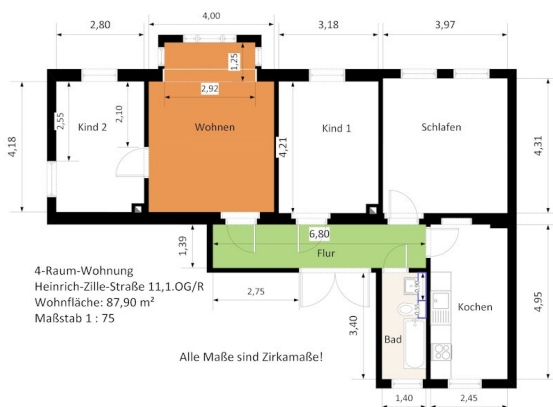 2,80
4,00
3,18
3,97
1,25
2,92
2,55
2,10
4,18
Kind 2
Wohnen
4,21
Kind 1
Schlafen
4,31
1,39
6,80
Flur
2,75
3,40
4-Raum-Wohnung
Heinrich-Zille-Straße 11,1.OG/R
Wohnfläche: 87,90 m²
Maßstab 1 : 75
Alle Maße sind Zirkamaße!
0,90
Bad
Kochen
4,95
1,40
2,45